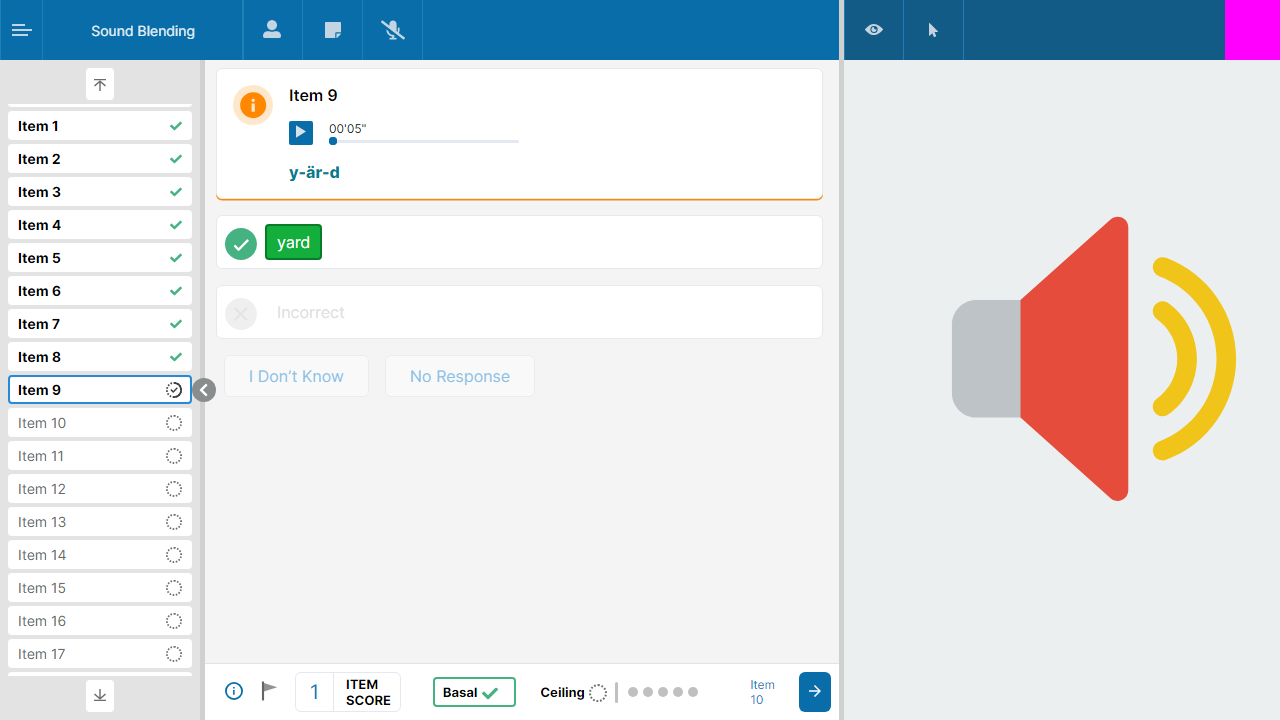 Sound Blending
Item 1
Item 2
Item 3
Item 4
Item 5
Item 6
Item 7
Item 8
Item 9
Item 10
Item 11
Item 12
Item 13
Item 14
Item 15
Item 16
Item 17
Item 9
00'05"
y-är-d
yard
Incorrect
I Don't Know
No Response
1
ITEM
SCORE
Basal
Ceiling
Item
10